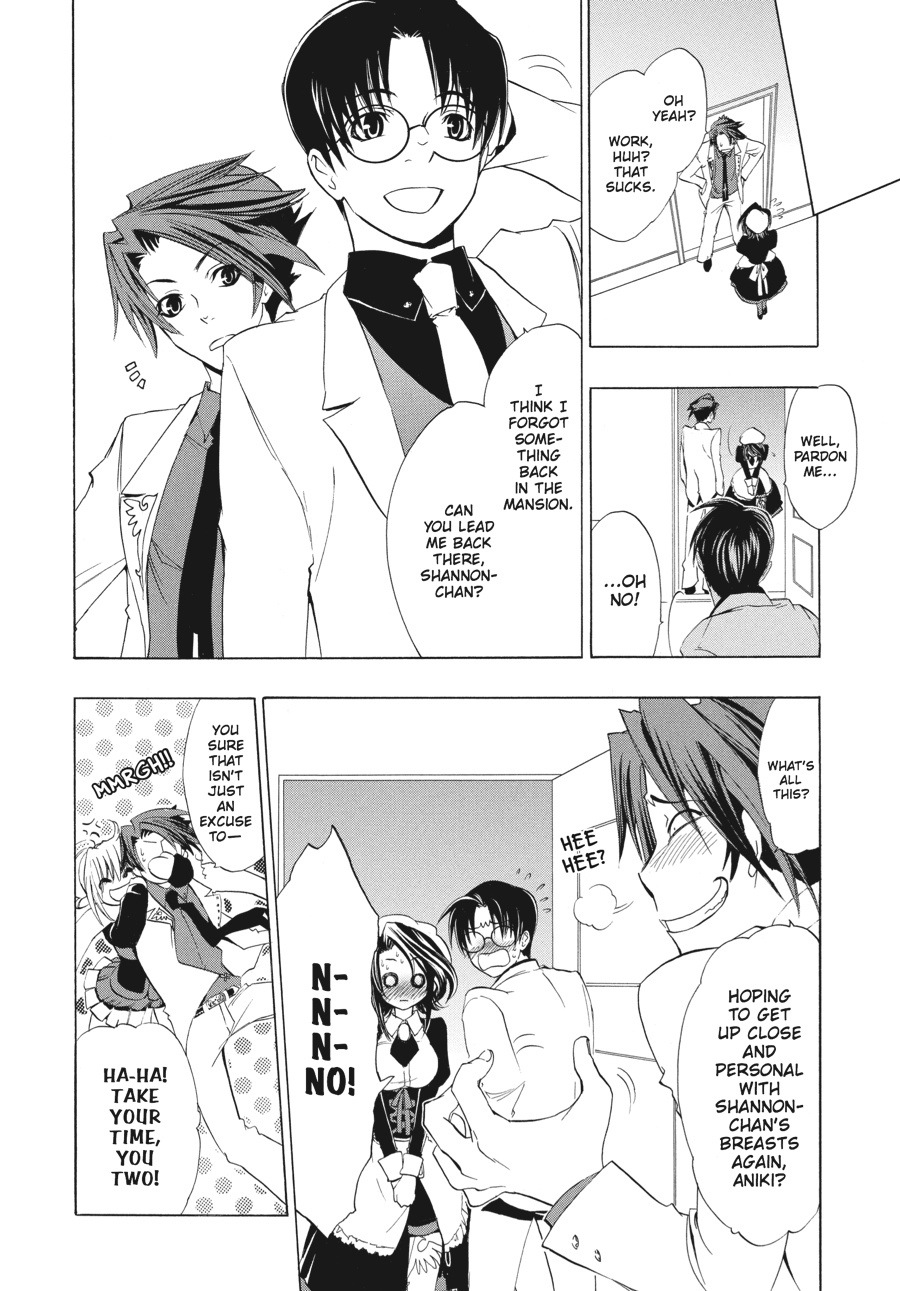 OH
YEAH?
WORK,
HUH?
THAT
SUCKS.
WELL,
PARDON
ME...
...OH
NO!
I
THINK I
FORGOT
SOME-
THING
BACK
IN THE
MANSION.
CAN
YOU LEAD
ME BACK
THERE,
SHANNON-
CHAN?
WHAT'S
ALL
THIS?
HEE
HEE?
HOPING
TO GET
UP CLOSE
AND
PERSONAL
WITH
SHANNON-
CHAN'S
BREASTS
AGAIN,
ANIKI?
N-
N-
N-
NO!
YOU
SURE
THAT
ISN'T
JUST
AN
EXCUSE
TO—
MMRGH!!
HA-HA!
TAKE
YOUR
TIME,
YOU
TWO!